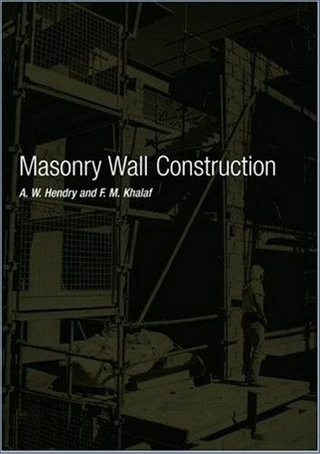 Masonry Wall Construction
A. W. Hendry and F. M. Khalaf